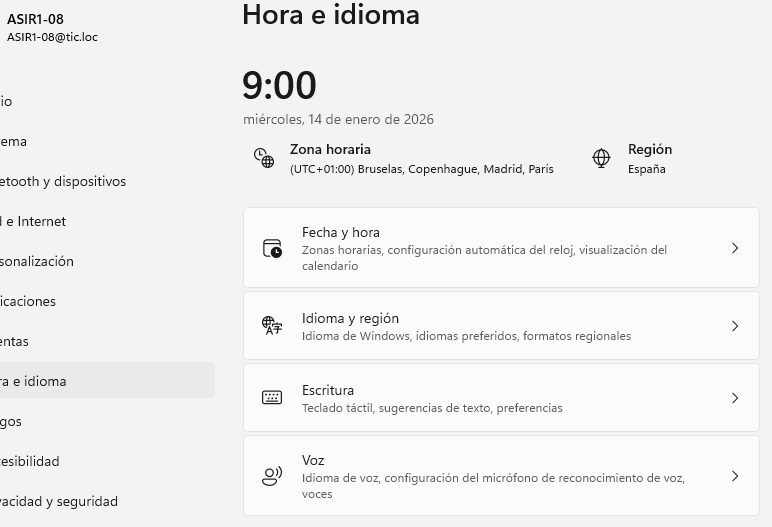 ASIR1-08
ASIR1-08@tic.loc
io
ema
etooth y dispositivos
l e Internet
sonalización
icaciones
entas
ra e idioma
gos
esibilidad
vacidad y seguridad
Hora e idioma
9:00
miércoles, 14 de enero de 2026
Zona horaria
(UTC+01:00) Bruselas, Copenhague, Madrid, París
Región
España
Fecha y hora
Zonas horarias, configuración automática del reloj, visualización del
calendario
Idioma y región
Idioma de Windows, idiomas preferidos, formatos regionales
Escritura
Teclado táctil, sugerencias de texto, preferencias
Voz
Idioma de voz, configuración del micrófono de reconocimiento de voz,
voces